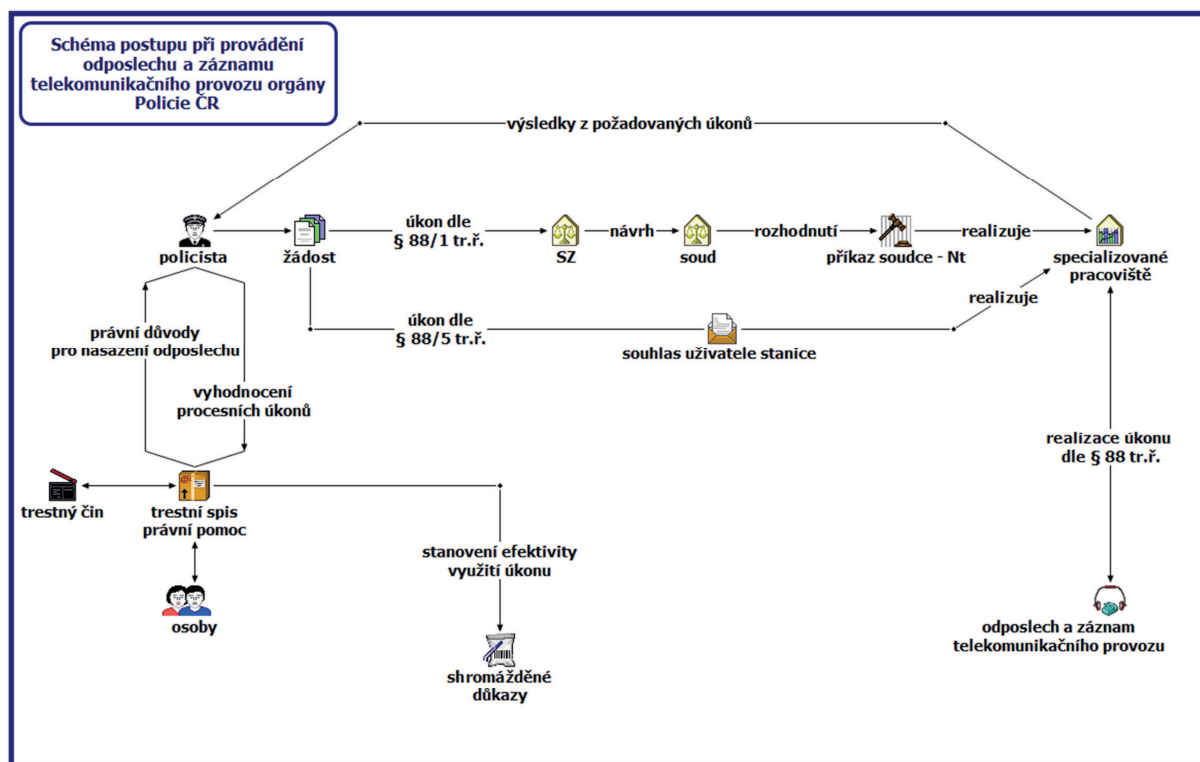 Schéma postupu při provádění
odposlechu a záznamu
telekomunikačního provozu orgány
Policie ČR
výsledky z požadovaných úkonů
policista
žádost
úkon dle
§ 88/1 tr.ř.
SZ
návrh
soud
rozhodnutí
příkaz soudce - Nt
realizuje
specializované
pracoviště
úkon dle
§ 88/5 tr.ř.
souhlas uživatele stanice
realizuje
právní důvody
pro nasazení odposlechu
vyhodnocení
procesních úkonů
realizace úkonu
dle § 88 tr.ř.
trestný čin
trestní spis
právní pomoc
stanovení efektivity
využití úkonu
osoby
shromážděné
důkazy
odposlech a záznam
telekomunikačního provozu